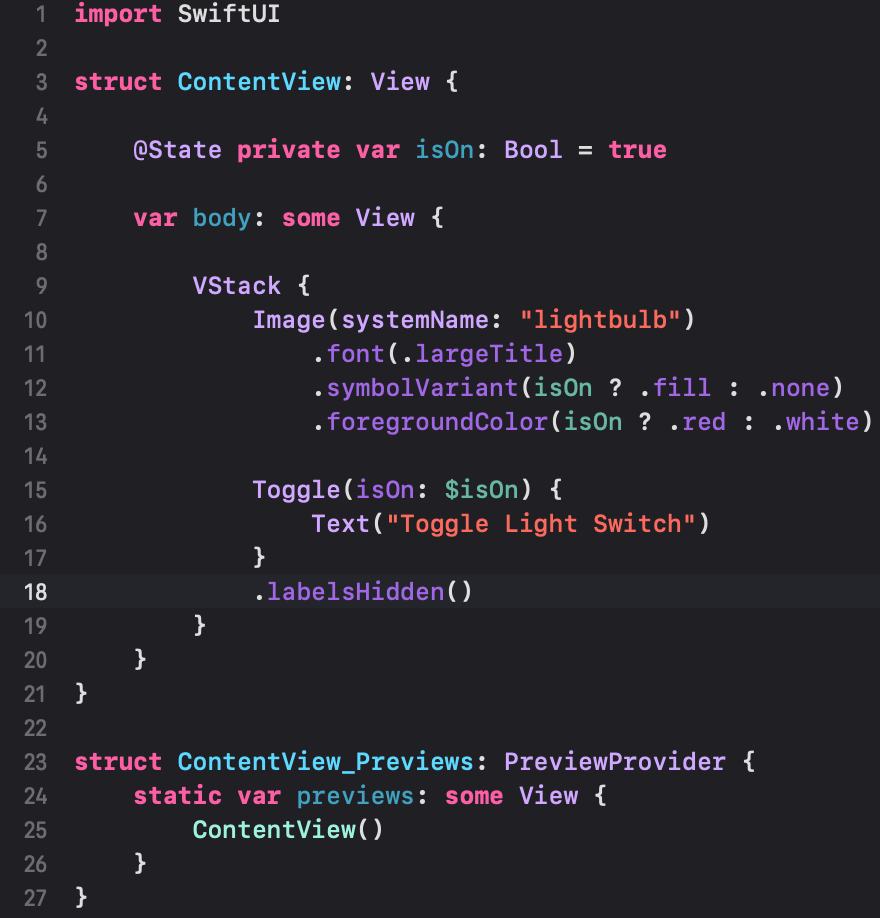 1 import SwiftUI
2
3 struct ContentView: View {
4
5     @State private var isOn: Bool = true
6
7     var body: some View {
8
9         VStack {
10             Image(systemName: "lightbulb")
11                 .font(.largeTitle)
12                 .symbolVariant(isOn ? .fill : .none)
13                 .foregroundColor(isOn ? .red : .white)
14
15             Toggle(isOn: $isOn) {
16                 Text("Toggle Light Switch")
17             }
18             .labelsHidden()
19         }
20     }
21 }
22
23 struct ContentView_Previews: PreviewProvider {
24     static var previews: some View {
25         ContentView()
26     }
27 }